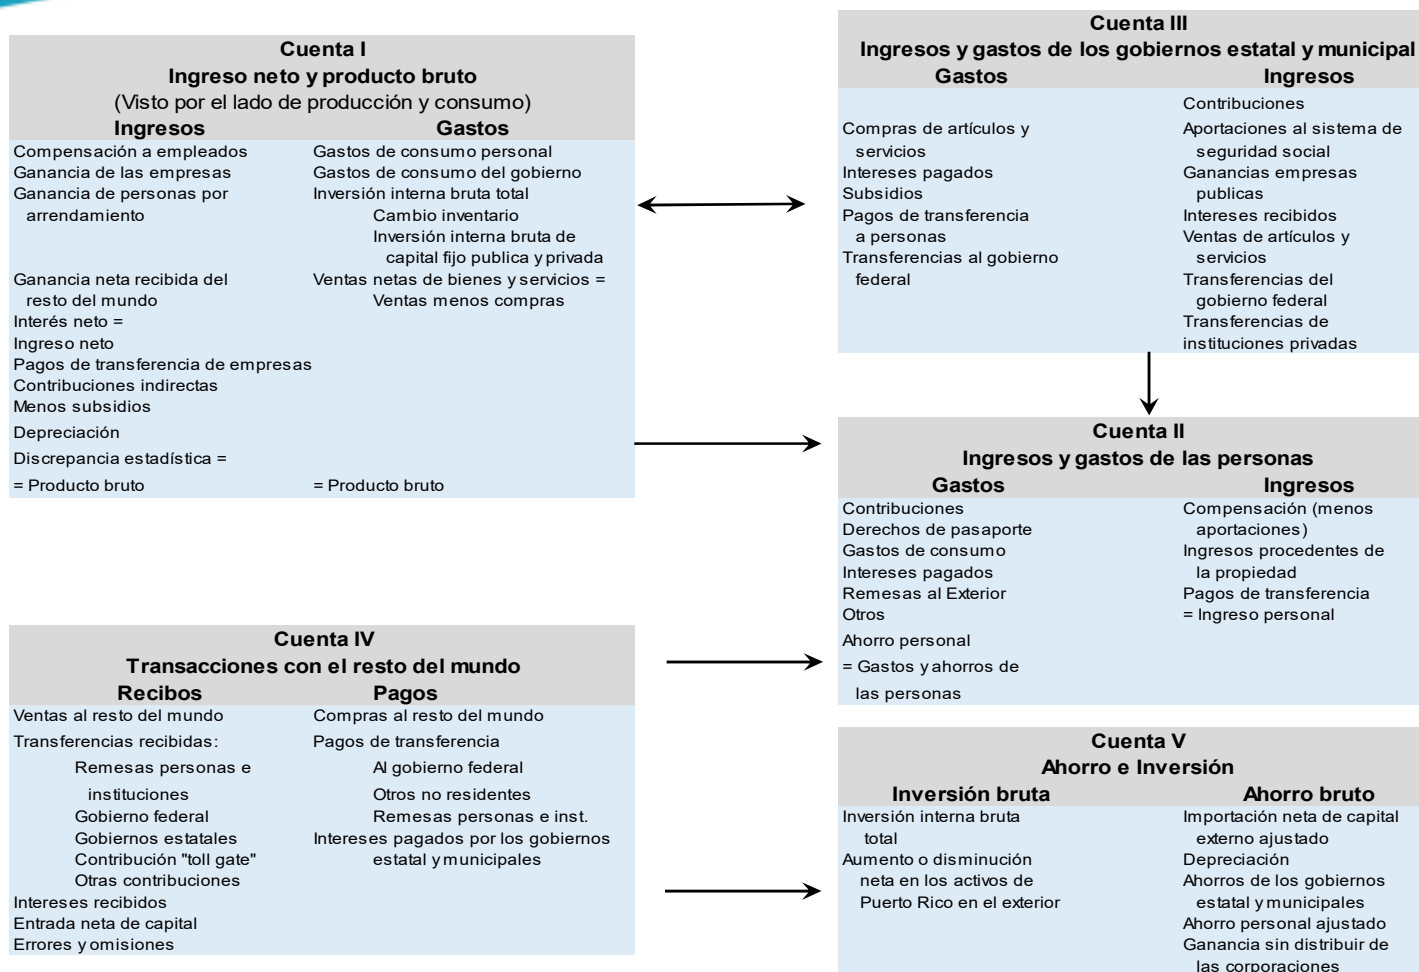 Cuenta I
Ingreso neto y producto bruto
(Visto por el lado de producción y consumo)
Ingresos
Gastos
Compensación a empleados
Ganancia de las empresas
Ganancia de personas por
arrendamiento
Ganancia neta recibida del
resto del mundo
Interés neto =
Ingreso neto
Pagos de transferencia de empresas
Contribuciones indirectas
Menos subsidios
Depreciación
Discrepancia estadística =
= Producto bruto
Gastos de consumo personal
Gastos de consumo del gobierno
Inversión interna bruta total
Cambio inventario
Inversión interna bruta de
capital fijo publica y privada
Ventas netas de bienes y servicios =
Ventas menos compras
= Producto bruto
Cuenta III
Ingresos y gastos de los gobiernos estatal y municipal
Gastos
Ingresos
Compras de artículos y
servicios
Intereses pagados
Subsidios
Pagos de transferencia
a personas
Transferencias al gobierno
federal
Contribuciones
Aportaciones al sistema de
seguridad social
Ganancias empresas
publicas
Intereses recibidos
Ventas de artículos y
servicios
Transferencias del
gobierno federal
Transferencias de
instituciones privadas
Cuenta II
Ingresos y gastos de las personas
Gastos
Ingresos
Contribuciones
Derechos de pasaporte
Gastos de consumo
Intereses pagados
Remesas al Exterior
Otros
Ahorro personal
= Gastos y ahorros de
las personas
Compensación (menos
aportaciones)
Ingresos procedentes de
la propiedad
Pagos de transferencia
= Ingreso personal
Cuenta IV
Transacciones con el resto del mundo
Recibos
Pagos
Ventas al resto del mundo
Transferencias recibidas:
Remesas personas e
instituciones
Gobierno federal
Gobiernos estatales
Contribución "toll gate"
Otras contribuciones
Intereses recibidos
Entrada neta de capital
Errores y omisiones
Compras al resto del mundo
Pagos de transferencia
Al gobierno federal
Otros no residentes
Remesas personas e inst.
Intereses pagados por los gobiernos
estatal y municipales
Cuenta V
Ahorro e Inversión
Inversión bruta
Ahorro bruto
Inversión interna bruta
total
Aumento o disminución
neta en los activos de
Puerto Rico en el exterior
Importación neta de capital
externo ajustado
Depreciación
Ahorros de los gobiernos
estatal y municipales
Ahorro personal ajustado
Ganancia sin distribuir de
las corporaciones